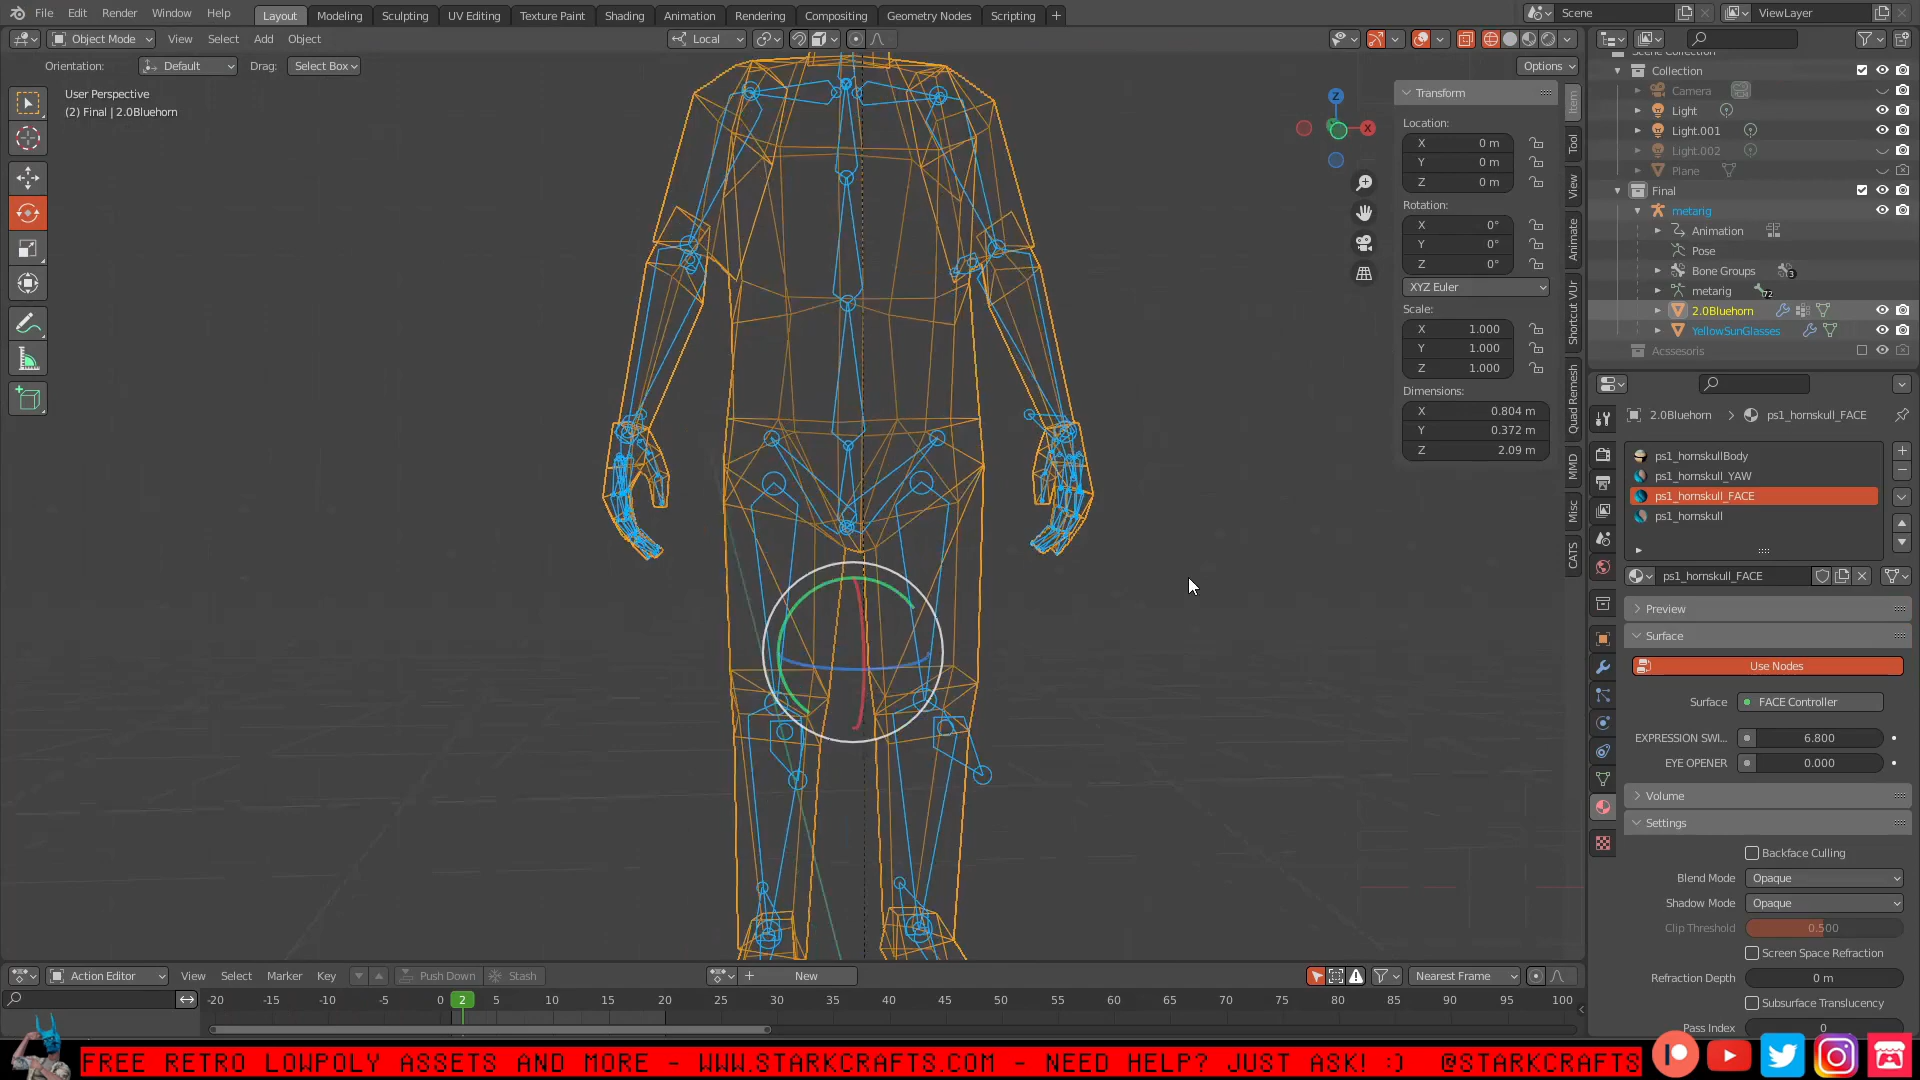 File Edit Render Window Help Layout Modeling Sculpting UV Editing Texture Paint Shading Animation Rendering Compositing Geometry Nodes Scripting + Scene ViewLayer
Object Mode View Select Add Object Local
Orientation: Default Drag: Select Box Options
User Perspective
(2) Final | 2.0Bluehorn
Z
X
Transform
Location:
X 0 m
Y 0 m
Z 0 m
Rotation:
X 0°
Y 0°
Z 0°
XYZ Euler
Scale:
X 1.000
Y 1.000
Z 1.000
Dimensions:
X 0.804 m
Y 0.372 m
Z 2.09 m
Item
Tool
View
Animate
Shortcut VUr
Quad Remesh
MMD
Misc
CATS
Scene Collection
Collection
Camera
Light
Light.001
Light.002
Plane
Final
metarig
Animation
Pose
Bone Groups 3
metarig 72
2.0Bluehorn
YellowSunGlasses
Acssesoris
2.0Bluehorn > ps1_hornskull_FACE
ps1_hornskullBody
ps1_hornskull_YAW
ps1_hornskull_FACE
ps1_hornskull
ps1_hornskull_FACE
Preview
Surface
Use Nodes
Surface FACE Controller
EXPRESSION SWI... 6.800
EYE OPENER 0.000
Volume
Settings
Backface Culling
Blend Mode Opaque
Shadow Mode Opaque
Clip Threshold 0.500
Screen Space Refraction
Refraction Depth 0 m
Subsurface Translucency
Pass Index 0
Action Editor View Select Marker Key Push Down Stash + New Nearest Frame
-20 -15 -10 -5 0 2 5 10 15 20 25 30 35 40 45 50 55 60 65 70 75 80 85 90 95 100
FREE RETRO LOWPOLY ASSETS AND MORE - WWW.STARKCRAFTS.COM - NEED HELP? JUST ASK! :) @STARKCRAFTS